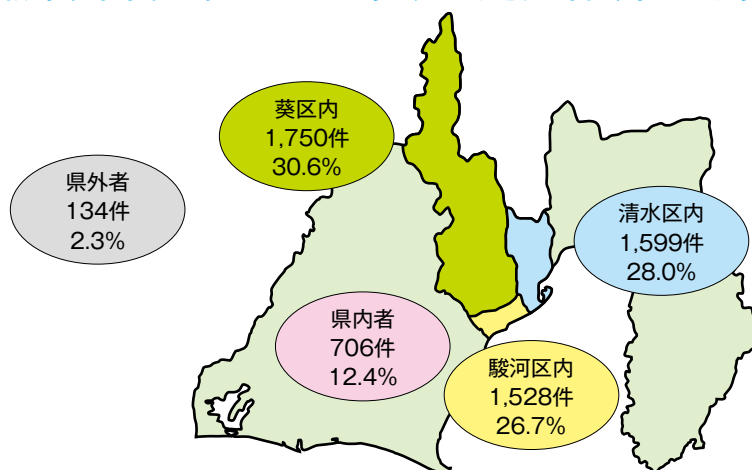 葵区内
1,750件
30.6%
県外者
134件
2.3%
清水区内
1,599件
28.0%
県内者
706件
12.4%
駿河区内
1,528件
26.7%